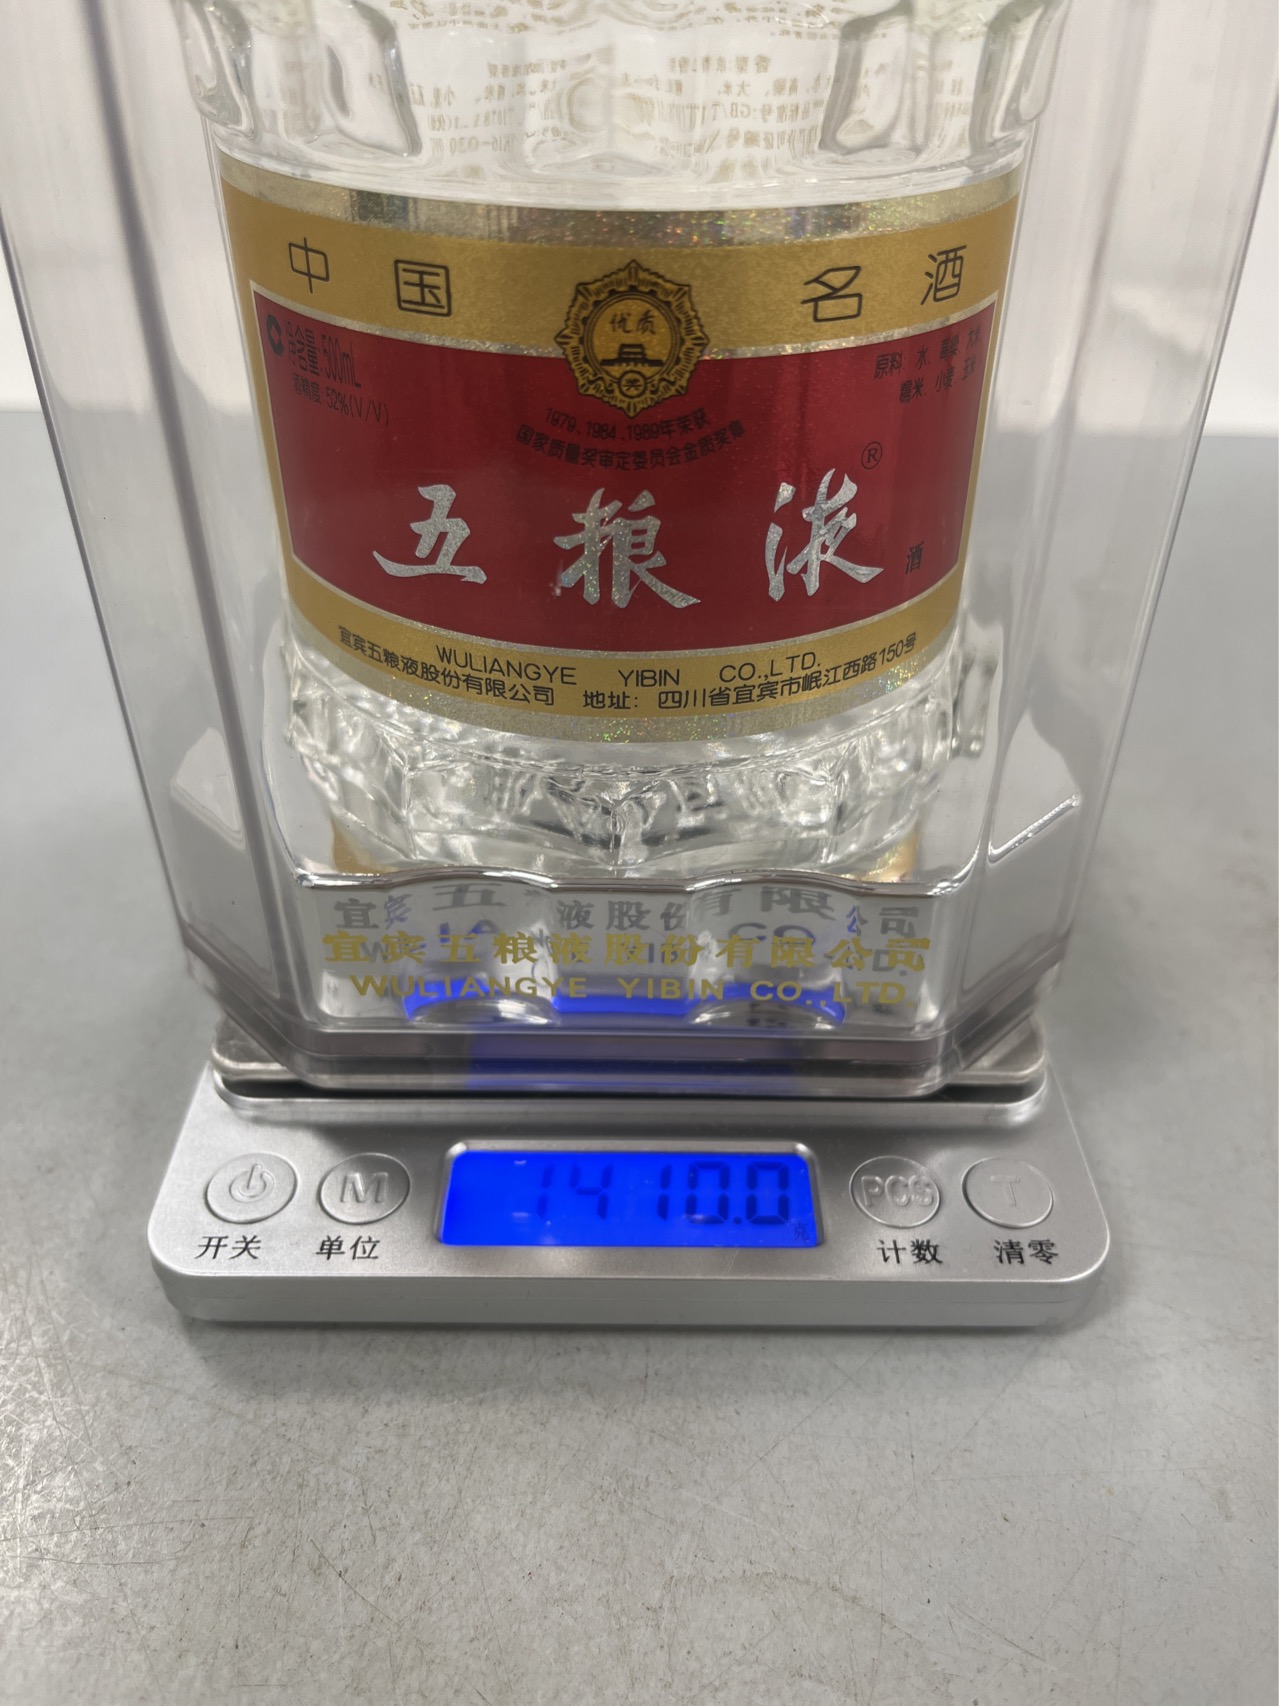 中国 名酒
优质
奖
净含量:500mL
酒精度:52%(V/V)
原料: 水、高粱、大米、
糯米、小麦、玉米
1979、1984、1989年荣获
国家质量奖审定委员会金质奖章
五粮液®
酒
WULIANGYE YIBIN CO.,LTD.
宜宾五粮液股份有限公司 地址：四川省宜宾市岷江西路150号
宜宾五粮液股份有限公司
WULIANGYE YIBIN CO.,LTD.
1410.0
克
M
PCS
T
开关
单位
计数
清零